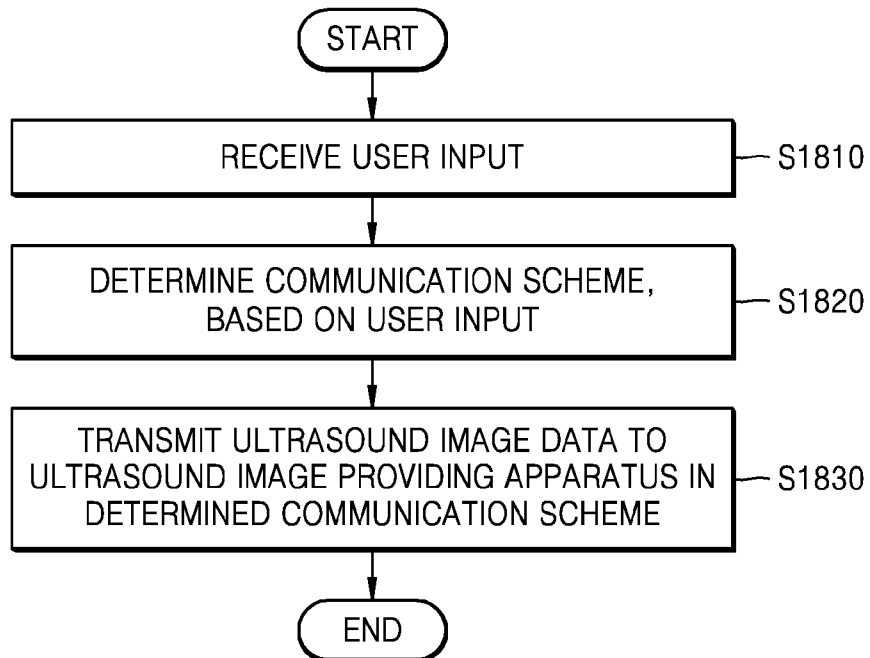 START
RECEIVE USER INPUT
S1810
DETERMINE COMMUNICATION SCHEME,
BASED ON USER INPUT
S1820
TRANSMIT ULTRASOUND IMAGE DATA TO
ULTRASOUND IMAGE PROVIDING APPARATUS IN
DETERMINED COMMUNICATION SCHEME
S1830
END